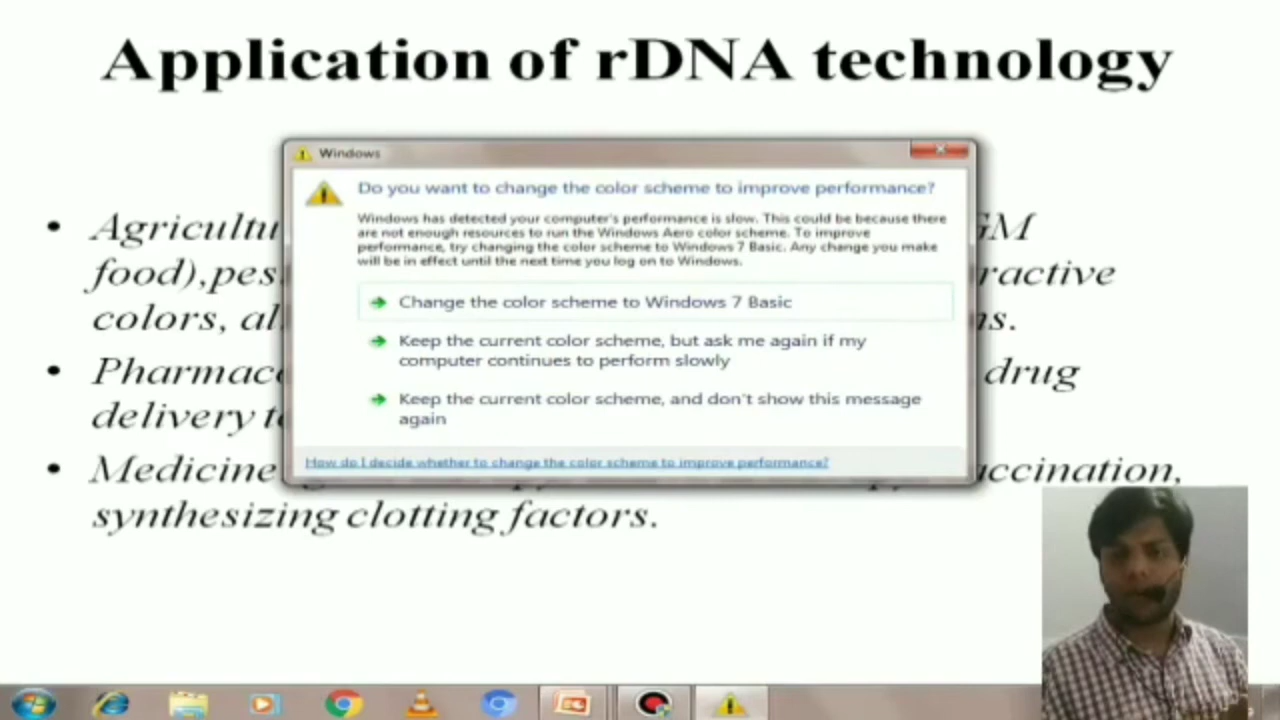 Application of rDNA technology
Windows
Do you want to change the color scheme to improve performance?
Windows has detected your computer's performance is slow. This could be because there
are not enough resources to run the Windows Aero color scheme. To improve
performance, try changing the color scheme to Windows 7 Basic. Any change you make
will be in effect until the next time you log on to Windows.
Change the color scheme to Windows 7 Basic
Keep the current color scheme, but ask me again if my
computer continues to perform slowly
Keep the current color scheme, and don't show this message
again
How do I decide whether to change the color scheme to improve performance?
• Agricultu GM
food),pes ractive
colors, al s.
• Pharmac drug
delivery t
• Medicine ccination,
synthesizing clotting factors.